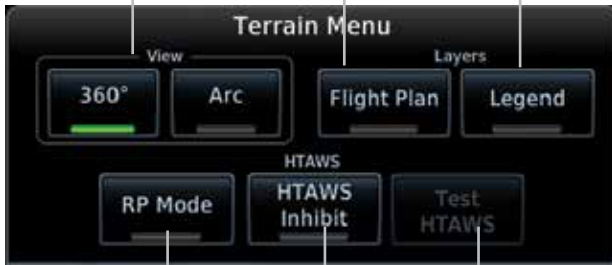 Terrain Menu
View
Layers
360°
Arc
Flight Plan
Legend
HTAWS
RP Mode
HTAWS
Inhibit
Test
HTAWS